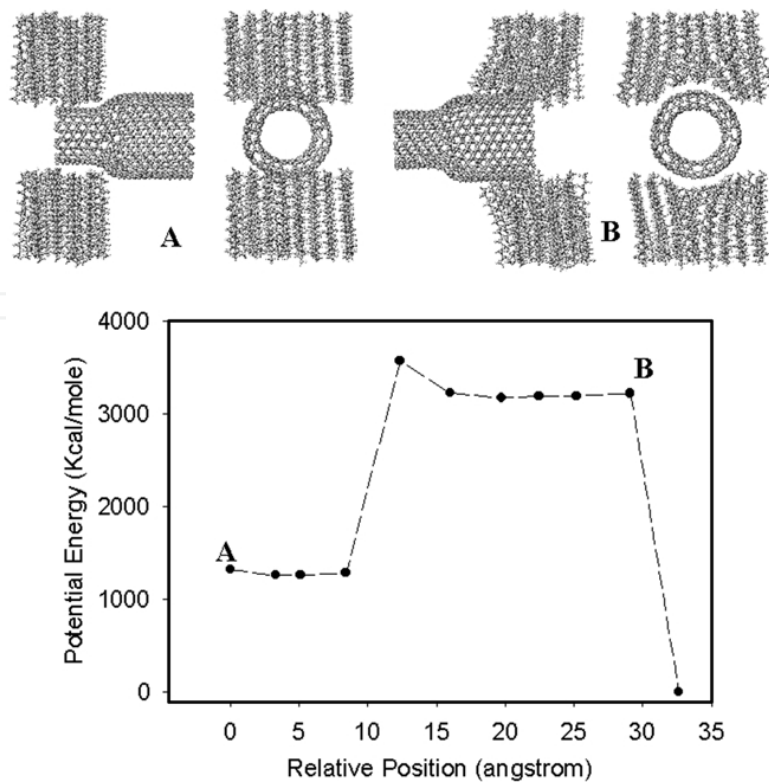 A
B
4000
3000
2000
1000
0
Potential Energy (Kcal/mole)
A
B
0 5 10 15 20 25 30 35
Relative Position (angstrom)